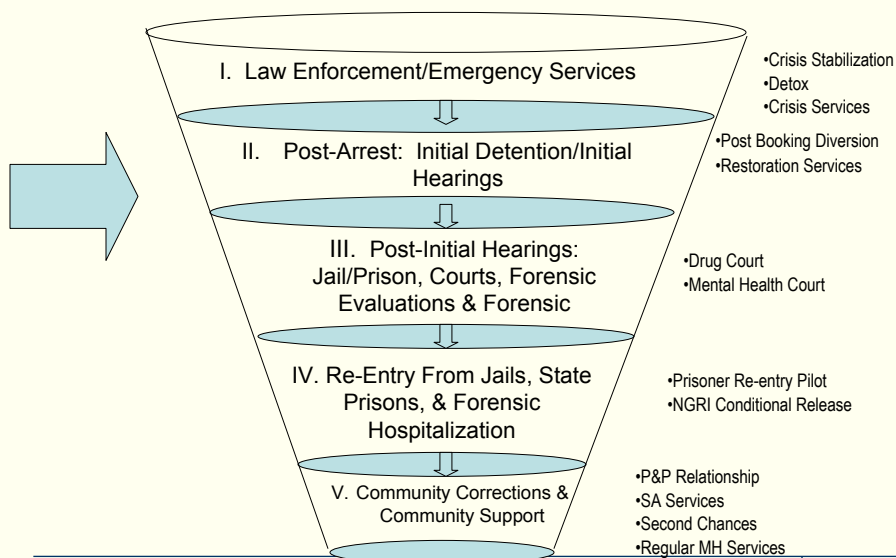 I. Law Enforcement/Emergency Services
•Crisis Stabilization
•Detox
•Crisis Services
II. Post-Arrest: Initial Detention/Initial
Hearings
•Post Booking Diversion
•Restoration Services
III. Post-Initial Hearings:
Jail/Prison, Courts, Forensic
Evaluations & Forensic
•Drug Court
•Mental Health Court
IV. Re-Entry From Jails, State
Prisons, & Forensic
Hospitalization
•Prisoner Re-entry Pilot
•NGRI Conditional Release
V. Community Corrections &
Community Support
•P&P Relationship
•SA Services
•Second Chances
•Regular MH Services